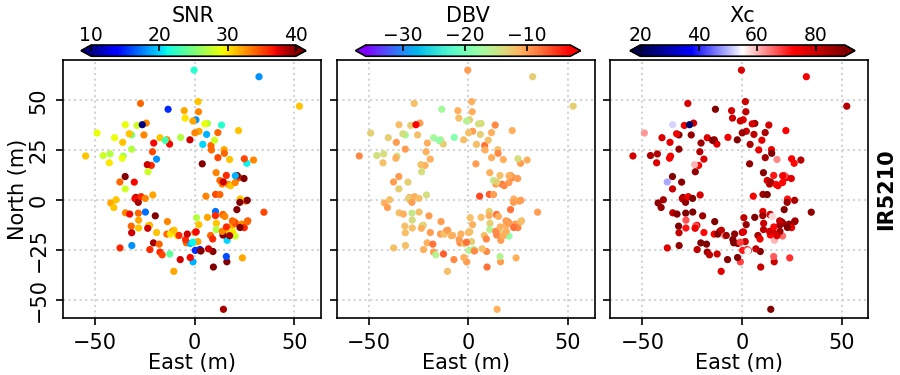 SNR DBV Xc
10 20 30 40 −30 −20 −10 20 40 60 80
50
25
0
−25
−50
North (m)
−50 0 50 −50 0 50 −50 0 50
East (m) East (m) East (m)
IR5210